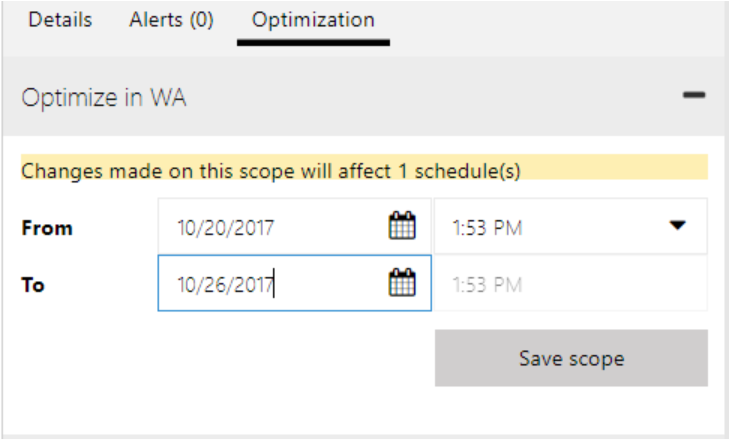 Details Alerts (0) Optimization
Optimize in WA
Changes made on this scope will affect 1 schedule(s)
From 10/20/2017 1:53 PM
To 10/26/2017 1:53 PM
Save scope